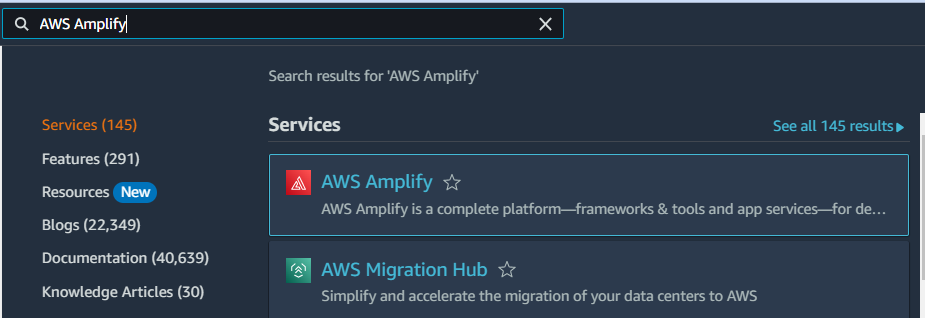 AWS Amplify
Search results for 'AWS Amplify'
Services (145)
Features (291)
Resources New
Blogs (22,349)
Documentation (40,639)
Knowledge Articles (30)
Services
See all 145 results
AWS Amplify
AWS Amplify is a complete platform—frameworks & tools and app services—for de…
AWS Migration Hub
Simplify and accelerate the migration of your data centers to AWS